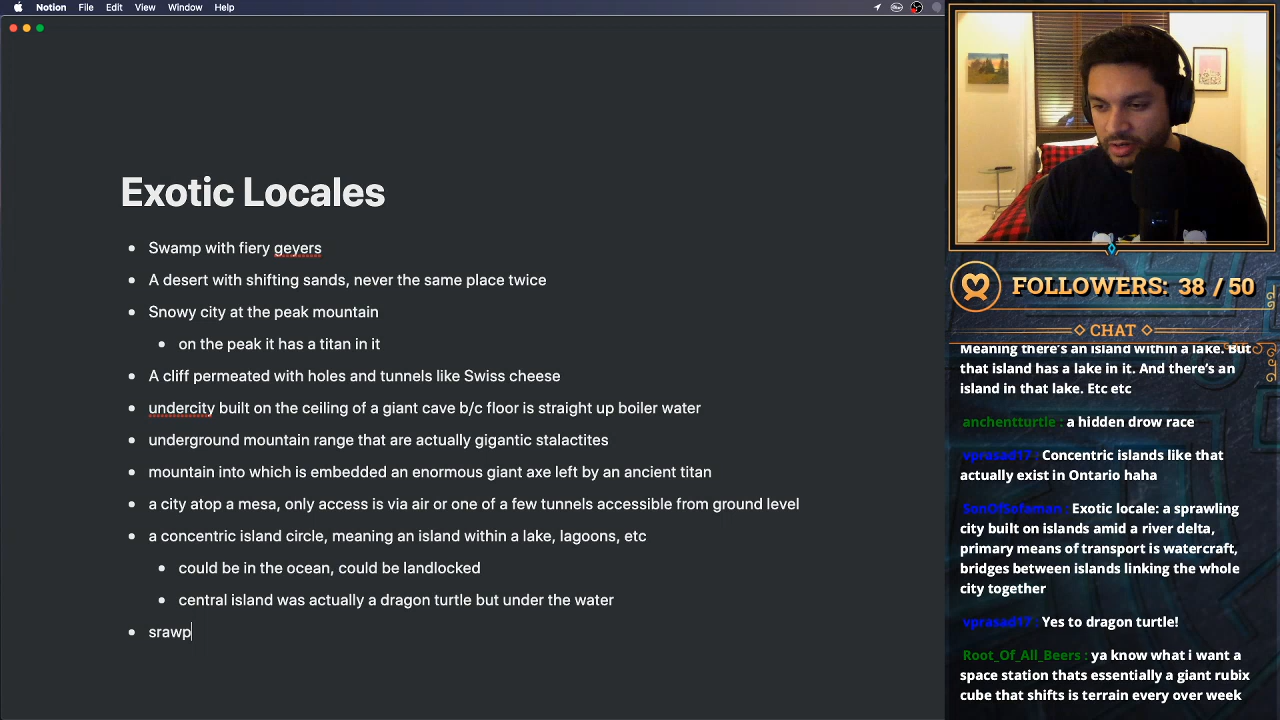 Notion File Edit View Window Help
Exotic Locales
Swamp with fiery geyers
A desert with shifting sands, never the same place twice
Snowy city at the peak mountain
on the peak it has a titan in it
A cliff permeated with holes and tunnels like Swiss cheese
undercity built on the ceiling of a giant cave b/c floor is straight up boiler water
underground mountain range that are actually gigantic stalactites
mountain into which is embedded an enormous giant axe left by an ancient titan
a city atop a mesa, only access is via air or one of a few tunnels accessible from ground level
a concentric island circle, meaning an island within a lake, lagoons, etc
could be in the ocean, could be landlocked
central island was actually a dragon turtle but under the water
srawp
FOLLOWERS: 38 / 50
CHAT
Meaning there's an island within a lake. But
that island has a lake in it. And there's an
island in that lake. Etc etc
anchentturtle : a hidden drow race
vprasad17 : Concentric islands like that
actually exist in Ontario haha
SonOfSofaman : Exotic locale: a sprawling
city built on islands amid a river delta,
primary means of transport is watercraft,
bridges between islands linking the whole
city together
vprasad17 : Yes to dragon turtle!
Root_Of_All_Beers : ya know what i want a
space station thats essentially a giant rubix
cube that shifts is terrain every over week